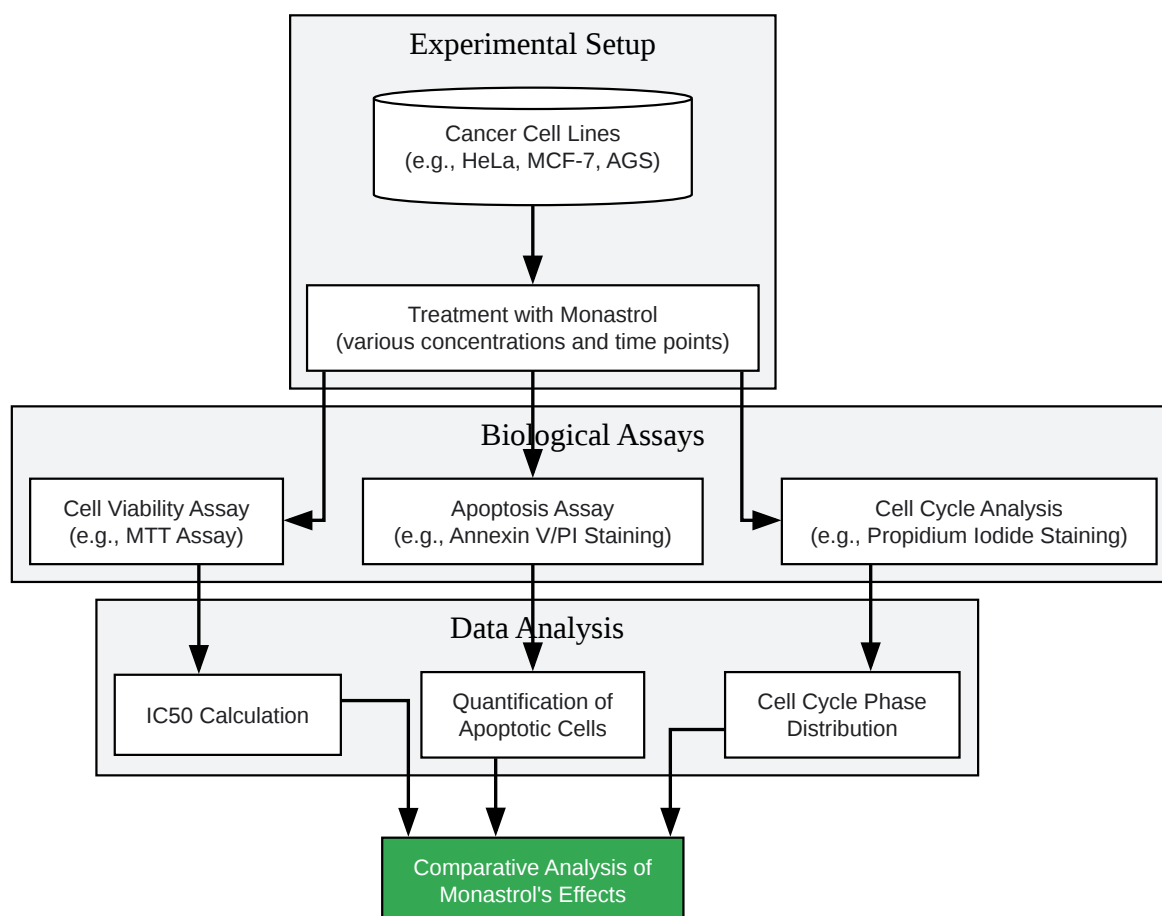 Experimental Setup
Cancer Cell Lines
(e.g., HeLa, MCF-7, AGS)
Treatment with Monastrol
(various concentrations and time points)
Biological Assays
Cell Viability Assay
(e.g., MTT Assay)
Apoptosis Assay
(e.g., Annexin V/PI Staining)
Cell Cycle Analysis
(e.g., Propidium Iodide Staining)
Data Analysis
IC50 Calculation
Quantification of
Apoptotic Cells
Cell Cycle Phase
Distribution
Comparative Analysis of
Monastrol's Effects